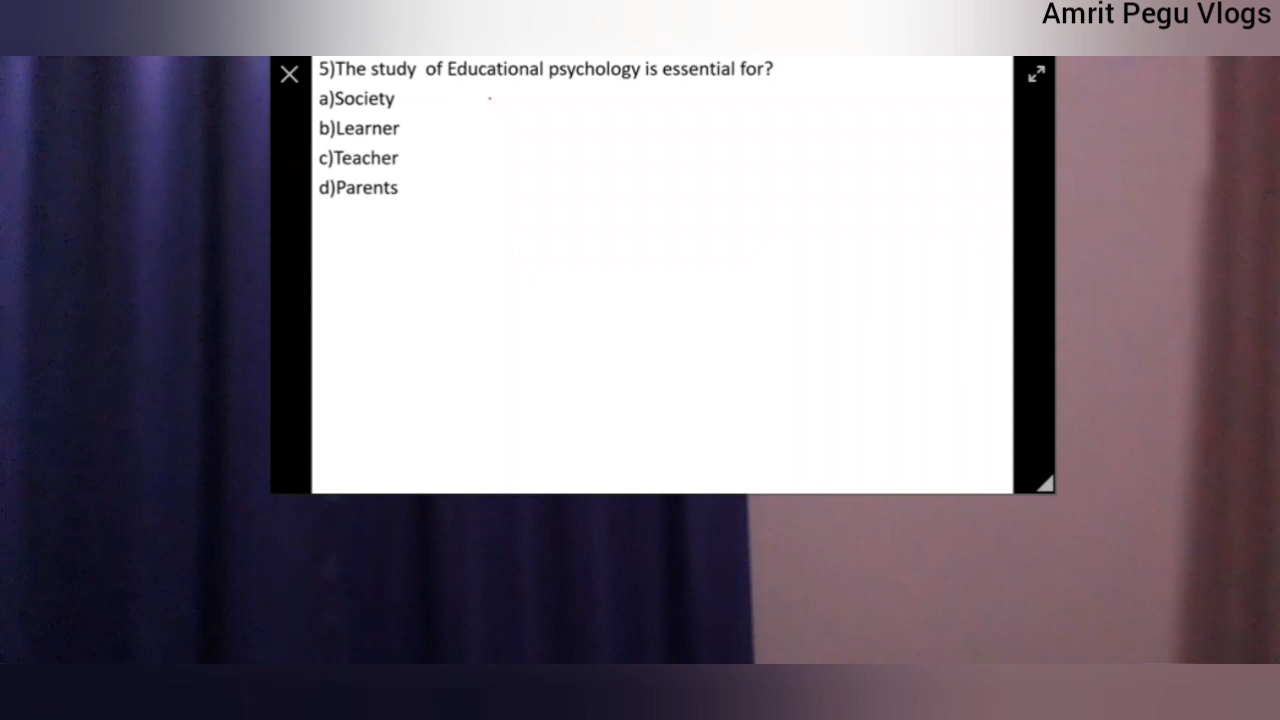 Amrit Pegu Vlogs
5)The study of Educational psychology is essential for?
a)Society
b)Learner
c)Teacher
d)Parents